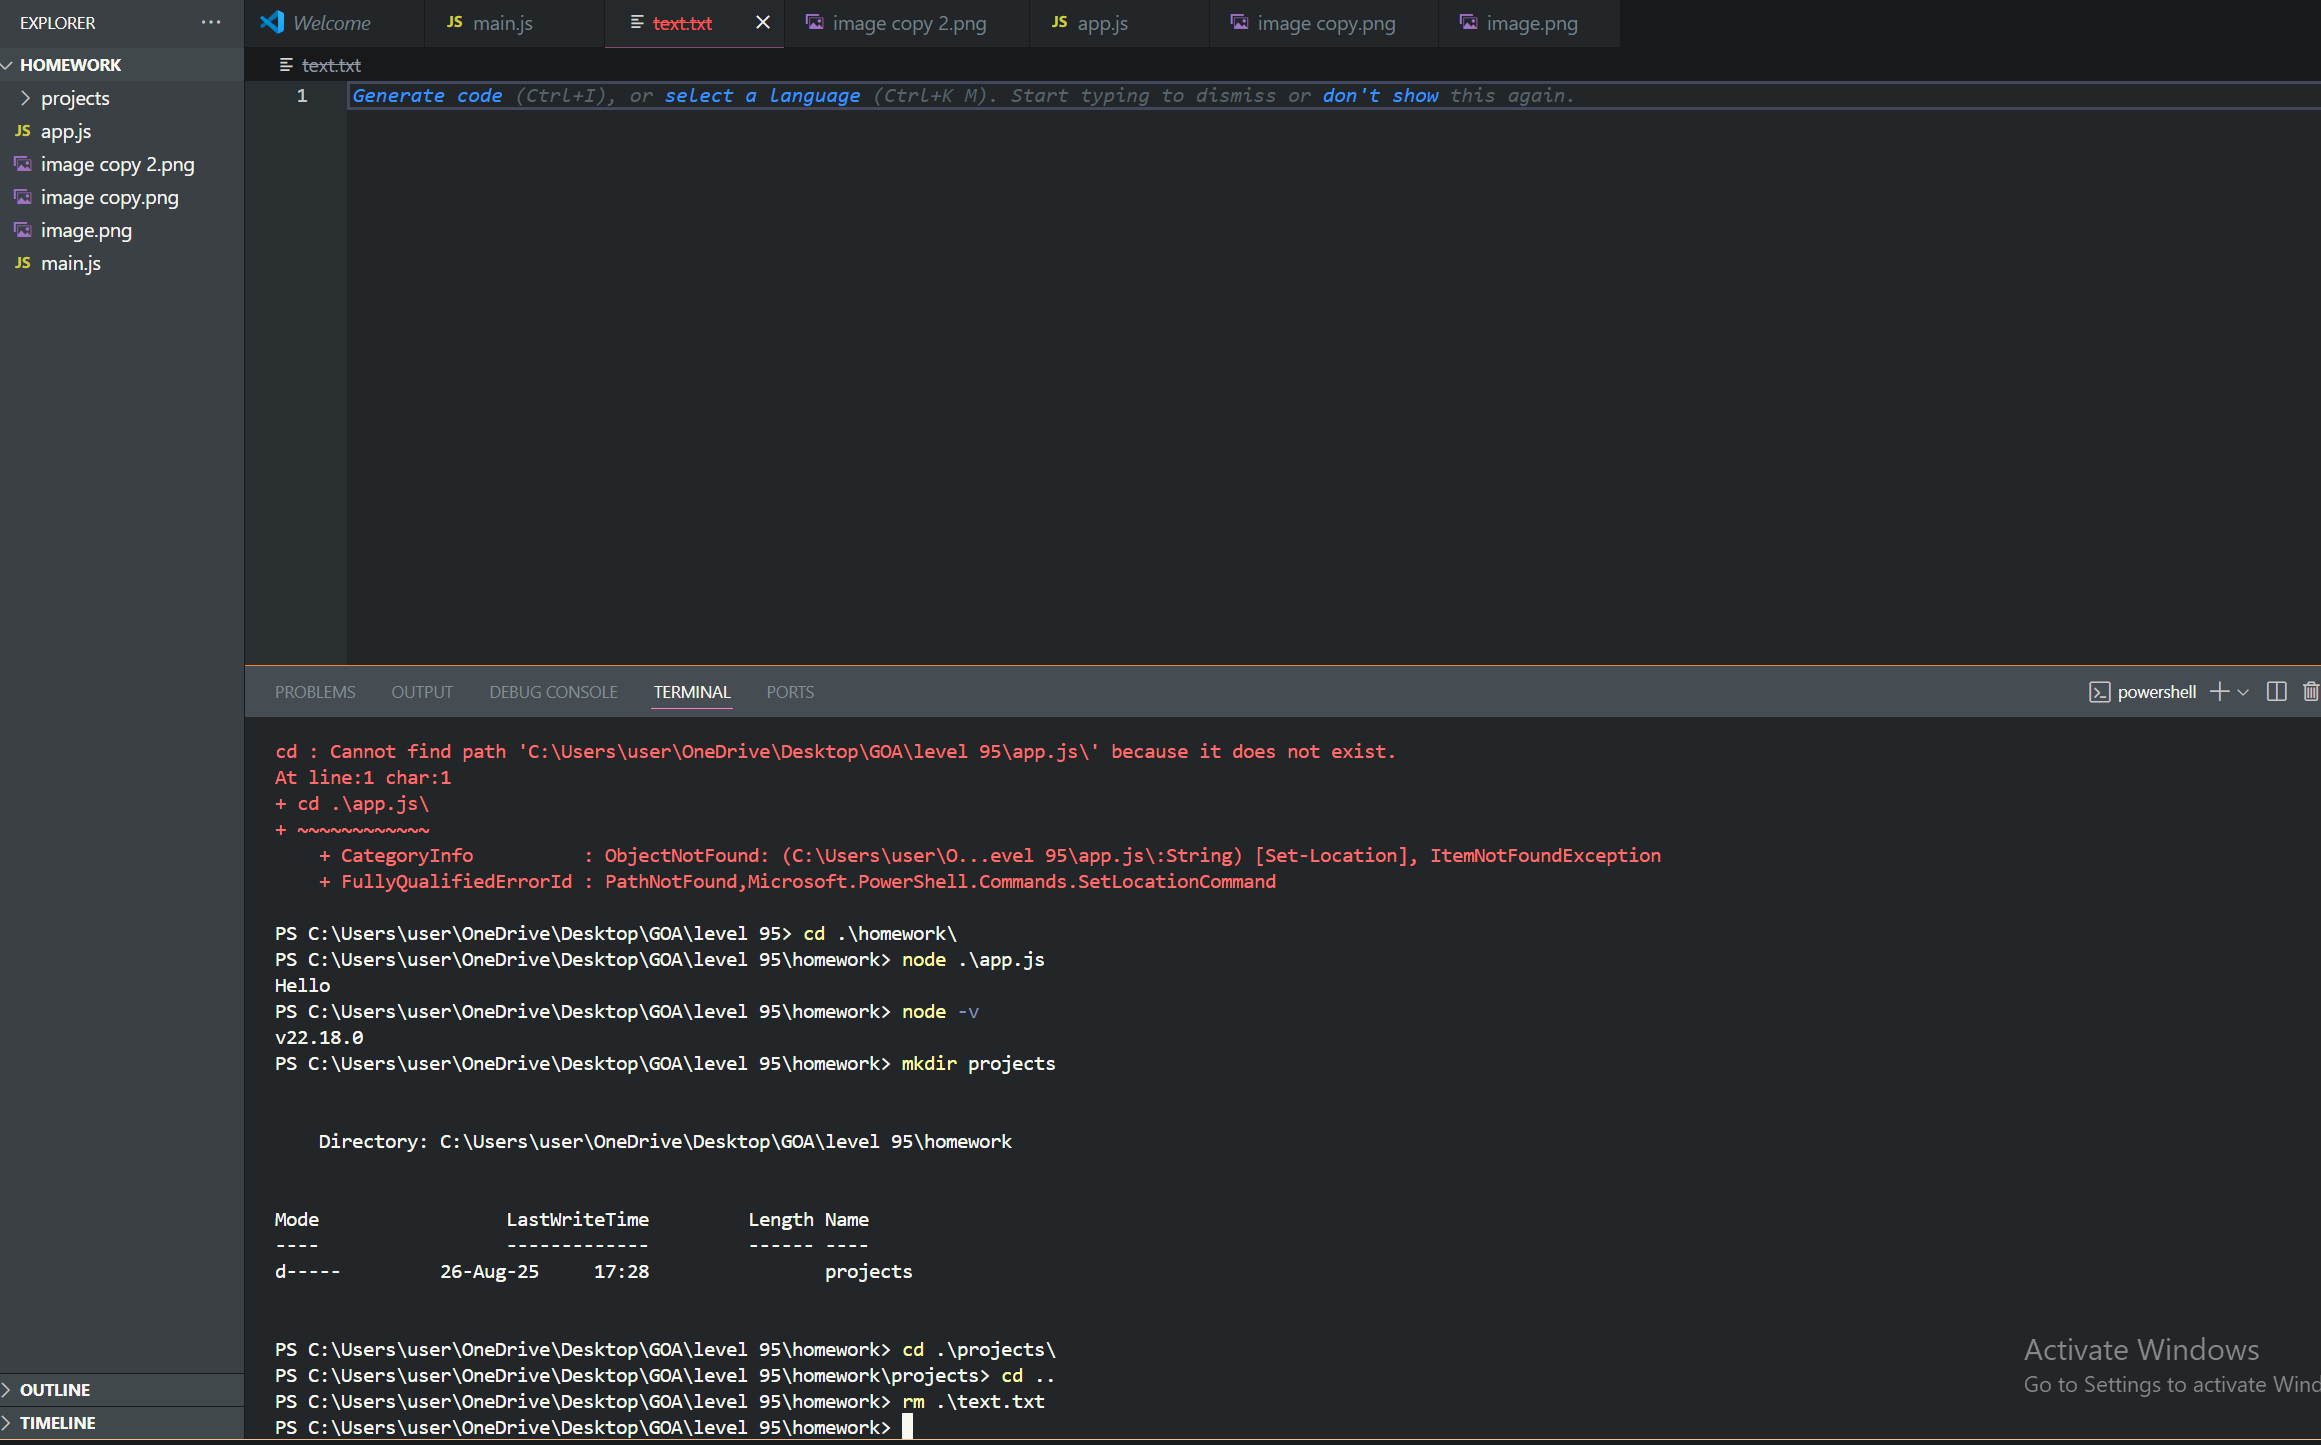 EXPLORER ···
Welcome
JS main.js
text.txt
image copy 2.png
JS app.js
image copy.png
image.png
HOMEWORK
projects
JS app.js
image copy 2.png
image copy.png
image.png
JS main.js
text.txt
1 Generate code (Ctrl+I), or select a language (Ctrl+K M). Start typing to dismiss or don't show this again.
PROBLEMS OUTPUT DEBUG CONSOLE TERMINAL PORTS
powershell
cd : Cannot find path 'C:\Users\user\OneDrive\Desktop\GOA\level 95\app.js\' because it does not exist.
At line:1 char:1
+ cd .\app.js\
+ ~~~~~~~~~~~~
+ CategoryInfo : ObjectNotFound: (C:\Users\user\O...evel 95\app.js\:String) [Set-Location], ItemNotFoundException
+ FullyQualifiedErrorId : PathNotFound,Microsoft.PowerShell.Commands.SetLocationCommand
PS C:\Users\user\OneDrive\Desktop\GOA\level 95> cd .\homework\
PS C:\Users\user\OneDrive\Desktop\GOA\level 95\homework> node .\app.js
Hello
PS C:\Users\user\OneDrive\Desktop\GOA\level 95\homework> node -v
v22.18.0
PS C:\Users\user\OneDrive\Desktop\GOA\level 95\homework> mkdir projects
Directory: C:\Users\user\OneDrive\Desktop\GOA\level 95\homework
Mode LastWriteTime Length Name
---- ------------- ------ ----
d----- 26-Aug-25 17:28 projects
PS C:\Users\user\OneDrive\Desktop\GOA\level 95\homework> cd .\projects\
PS C:\Users\user\OneDrive\Desktop\GOA\level 95\homework\projects> cd ..
PS C:\Users\user\OneDrive\Desktop\GOA\level 95\homework> rm .\text.txt
PS C:\Users\user\OneDrive\Desktop\GOA\level 95\homework>
OUTLINE
TIMELINE
Activate Windows
Go to Settings to activate Wind